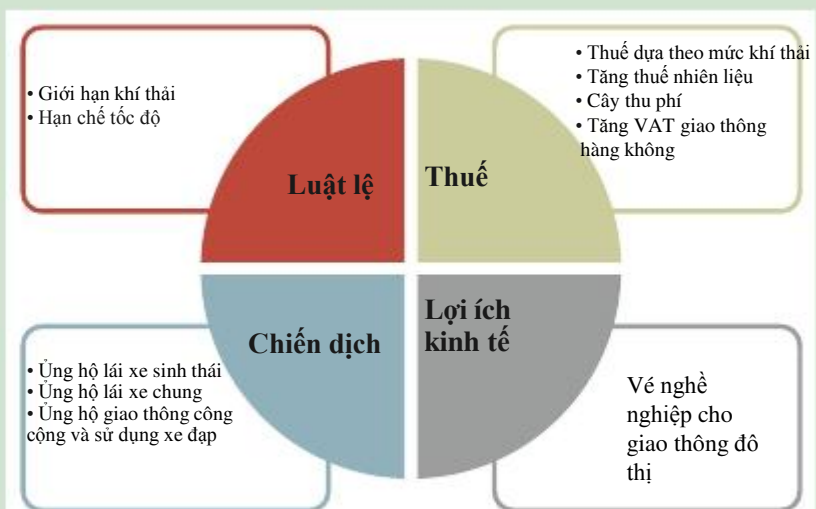 • Giới hạn khí thải
• Hạn chế tốc độ
Luật lệ
• Thuế dựa theo mức khí thải
• Tăng thuế nhiên liệu
• Cây thu phí
• Tăng VAT giao thông
hàng không
Thuế
Chiến dịch
• Ủng hộ lái xe sinh thái
• Ủng hộ lái xe chung
• Ủng hộ giao thông công
cộng và sử dụng xe đạp
Lợi ích
kinh tế
Vé nghề
nghiệp cho
giao thông đô
thị